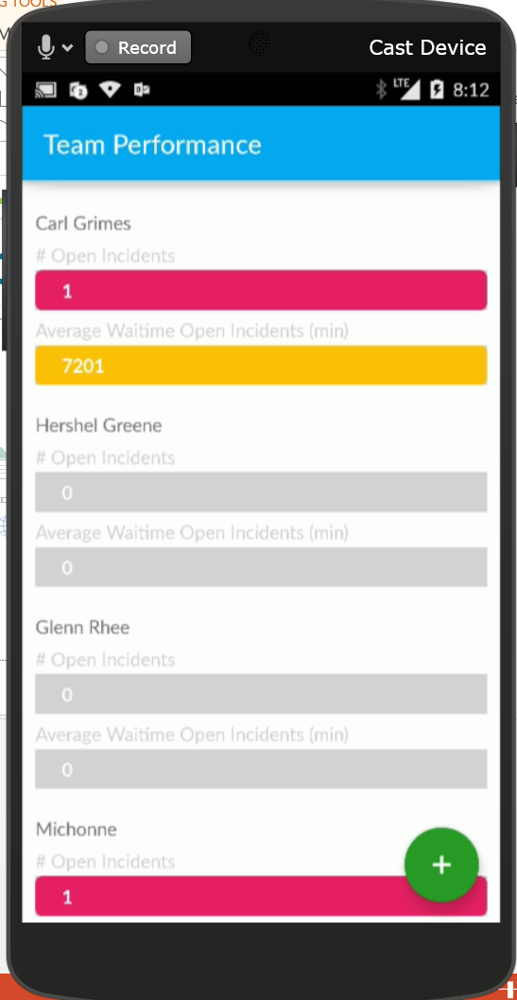 G TOOLS
Record
Cast Device
LTE
8:12
Team Performance
Carl Grimes
# Open Incidents
1
Average Waitime Open Incidents (min)
7201
Hershel Greene
# Open Incidents
0
Average Waitime Open Incidents (min)
0
Glenn Rhee
# Open Incidents
0
Average Waitime Open Incidents (min)
0
Michonne
# Open Incidents
+
1